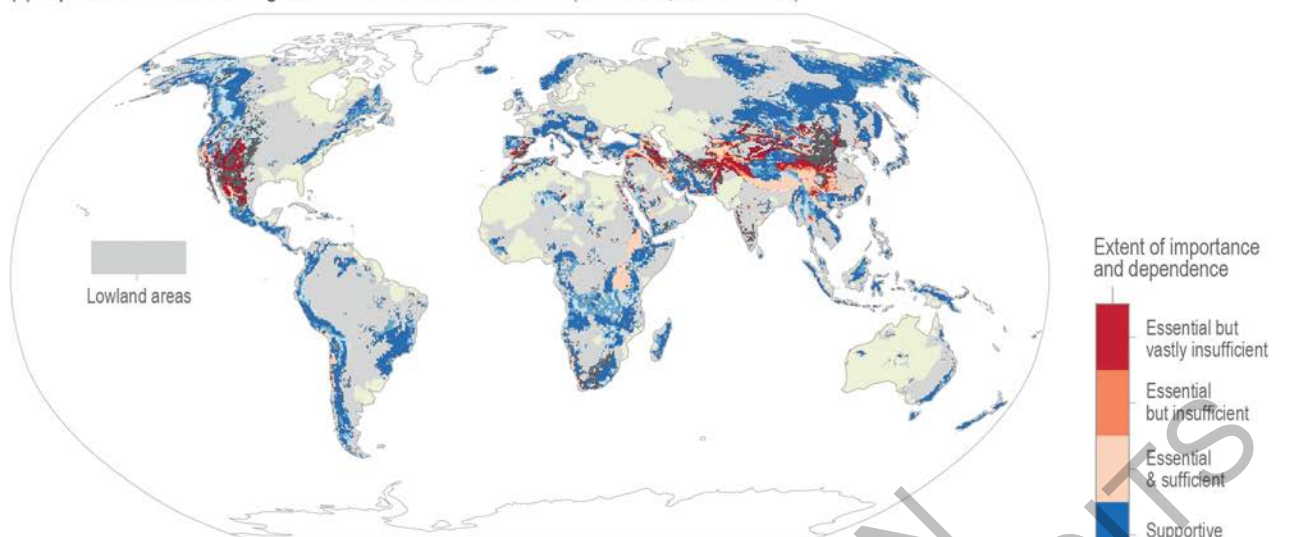 Lowland areas
Extent of importance
and dependence
Essential but
vastly insufficient
Essential
but insufficient
Essential
& sufficient
Supportive